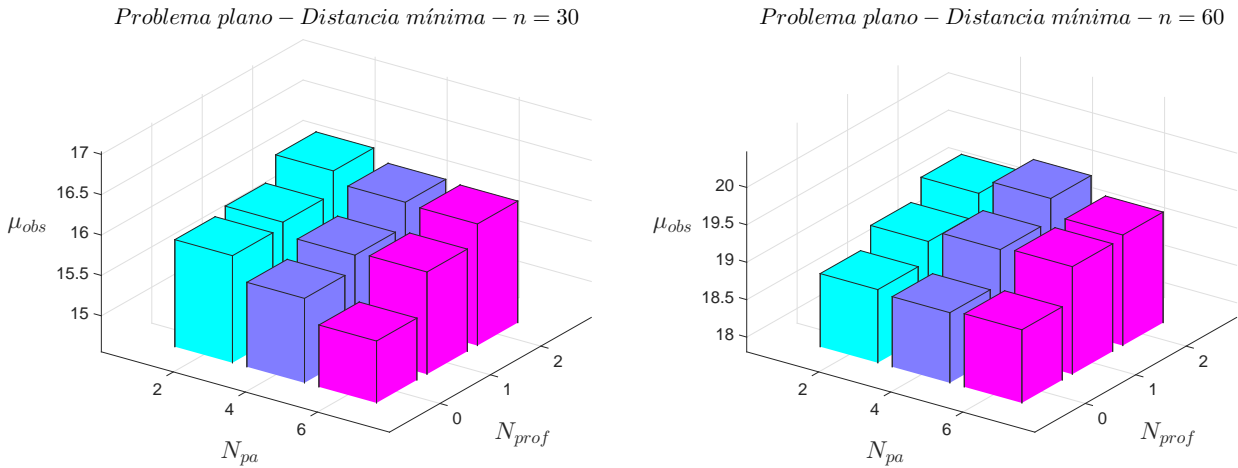 Problema plano – Distancia mínima – n = 30
17
16.5
16
15.5
15
μobs
2
4
6
Npa
0
1
2
Nprof
Problema plano – Distancia mínima – n = 60
20
19.5
19
18.5
18
μobs
2
4
6
Npa
0
1
2
Nprof